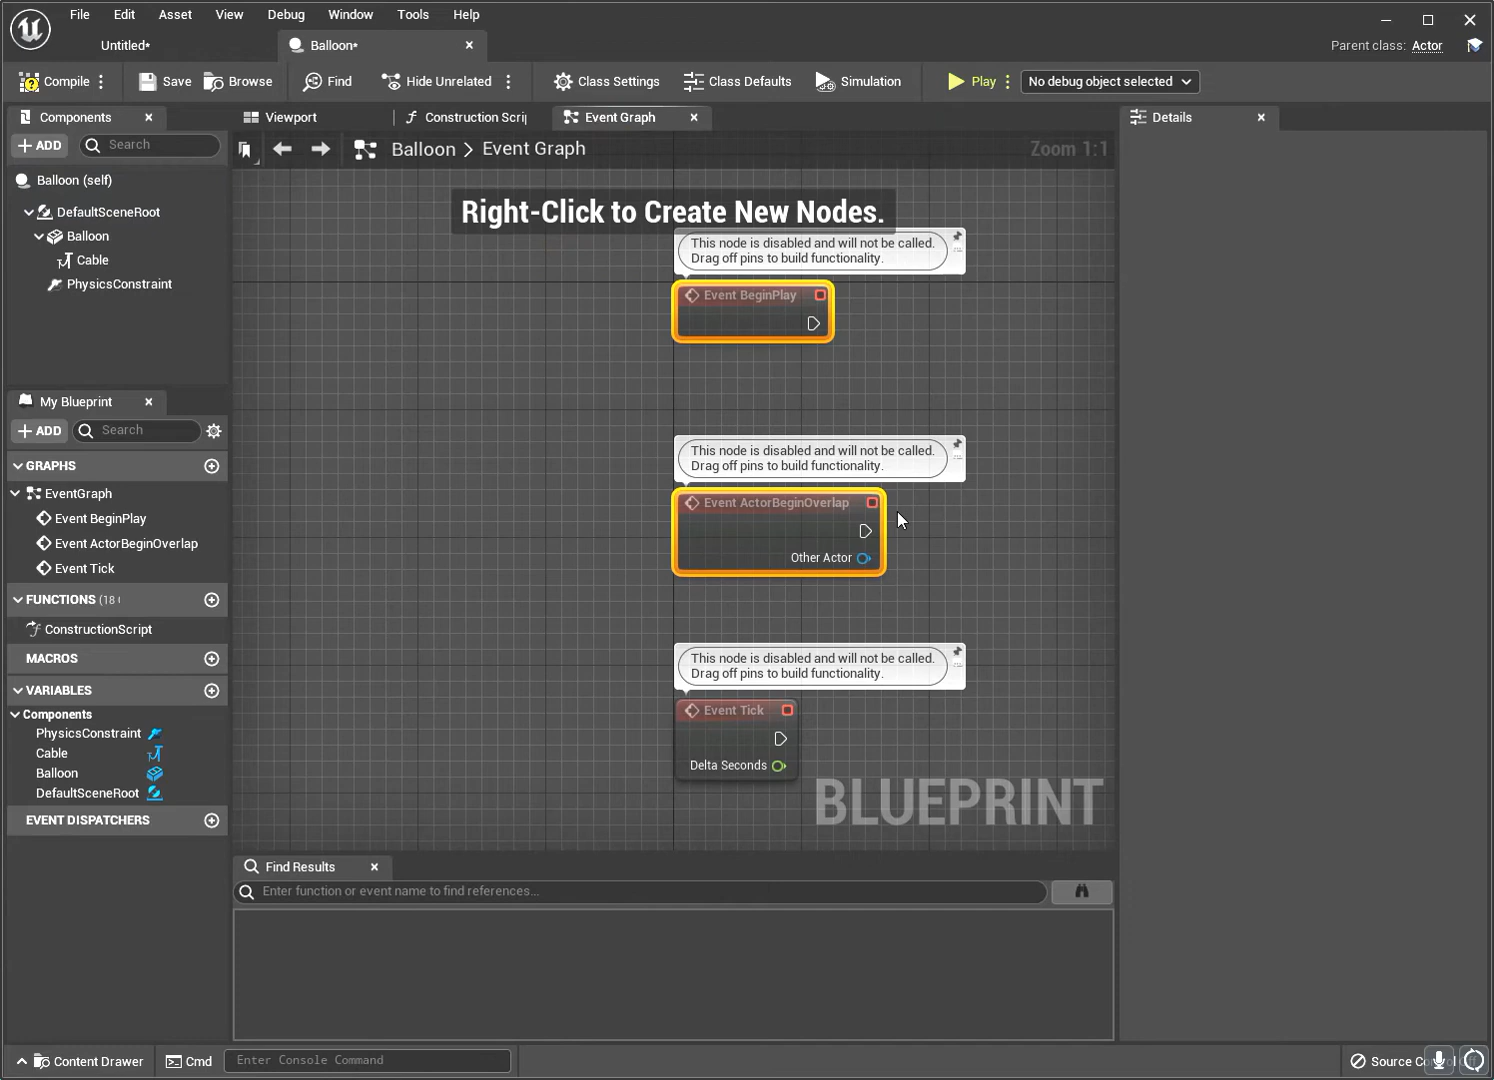 File Edit Asset View Debug Window Tools Help
Untitled*
Balloon*
Parent class: Actor
Compile
Save
Browse
Find
Hide Unrelated
Class Settings
Class Defaults
Simulation
Play
No debug object selected
Components
Viewport
Construction Scrip
Event Graph
Details
ADD
Search
Balloon > Event Graph
Zoom 1:1
Balloon (self)
DefaultSceneRoot
Balloon
Cable
PhysicsConstraint
Right-Click to Create New Nodes.
This node is disabled and will not be called.
Drag off pins to build functionality.
Event BeginPlay
This node is disabled and will not be called.
Drag off pins to build functionality.
Event ActorBeginOverlap
Other Actor
This node is disabled and will not be called.
Drag off pins to build functionality.
Event Tick
Delta Seconds
BLUEPRINT
My Blueprint
ADD
Search
GRAPHS
EventGraph
Event BeginPlay
Event ActorBeginOverlap
Event Tick
FUNCTIONS (18
ConstructionScript
MACROS
VARIABLES
Components
PhysicsConstraint
Cable
Balloon
DefaultSceneRoot
EVENT DISPATCHERS
Find Results
Enter function or event name to find references...
Content Drawer
Cmd
Enter Console Command
Source